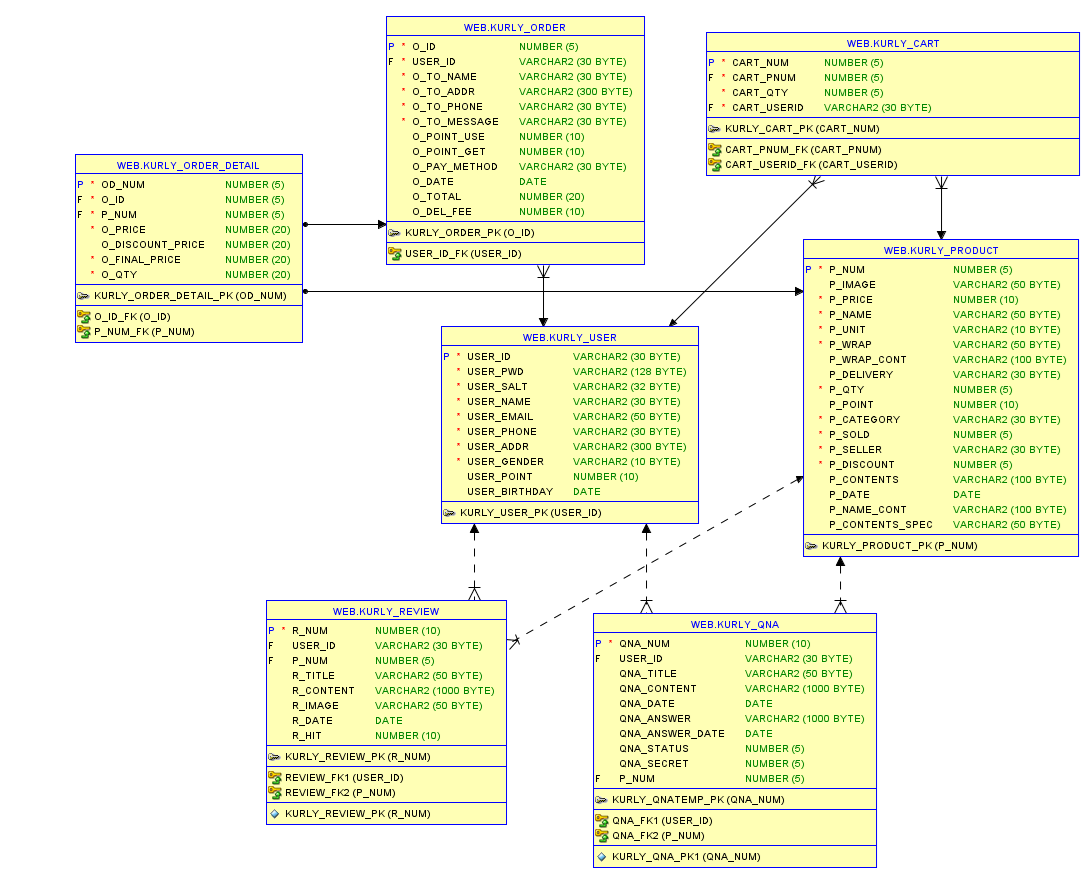 WEB.KURLY_ORDER
P * O_ID NUMBER (5)
F * USER_ID VARCHAR2 (30 BYTE)
* O_TO_NAME VARCHAR2 (30 BYTE)
* O_TO_ADDR VARCHAR2 (300 BYTE)
* O_TO_PHONE VARCHAR2 (30 BYTE)
* O_TO_MESSAGE VARCHAR2 (30 BYTE)
O_POINT_USE NUMBER (10)
O_POINT_GET NUMBER (10)
O_PAY_METHOD VARCHAR2 (30 BYTE)
O_DATE DATE
O_TOTAL NUMBER (20)
O_DEL_FEE NUMBER (10)
KURLY_ORDER_PK (O_ID)
USER_ID_FK (USER_ID)
WEB.KURLY_CART
P * CART_NUM NUMBER (5)
F * CART_PNUM NUMBER (5)
* CART_QTY NUMBER (5)
F * CART_USERID VARCHAR2 (30 BYTE)
KURLY_CART_PK (CART_NUM)
CART_PNUM_FK (CART_PNUM)
CART_USERID_FK (CART_USERID)
WEB.KURLY_ORDER_DETAIL
P * OD_NUM NUMBER (5)
F * O_ID NUMBER (5)
F * P_NUM NUMBER (5)
* O_PRICE NUMBER (20)
O_DISCOUNT_PRICE NUMBER (20)
* O_FINAL_PRICE NUMBER (20)
* O_QTY NUMBER (20)
KURLY_ORDER_DETAIL_PK (OD_NUM)
O_ID_FK (O_ID)
P_NUM_FK (P_NUM)
WEB.KURLY_PRODUCT
P * P_NUM NUMBER (5)
P_IMAGE VARCHAR2 (50 BYTE)
* P_PRICE NUMBER (10)
* P_NAME VARCHAR2 (50 BYTE)
* P_UNIT VARCHAR2 (10 BYTE)
* P_WRAP VARCHAR2 (50 BYTE)
P_WRAP_CONT VARCHAR2 (100 BYTE)
P_DELIVERY VARCHAR2 (30 BYTE)
* P_QTY NUMBER (5)
P_POINT NUMBER (10)
* P_CATEGORY VARCHAR2 (30 BYTE)
* P_SOLD NUMBER (5)
* P_SELLER VARCHAR2 (30 BYTE)
* P_DISCOUNT NUMBER (5)
P_CONTENTS VARCHAR2 (100 BYTE)
P_DATE DATE
P_NAME_CONT VARCHAR2 (100 BYTE)
P_CONTENTS_SPEC VARCHAR2 (50 BYTE)
KURLY_PRODUCT_PK (P_NUM)
WEB.KURLY_USER
P * USER_ID VARCHAR2 (30 BYTE)
* USER_PWD VARCHAR2 (128 BYTE)
* USER_SALT VARCHAR2 (32 BYTE)
* USER_NAME VARCHAR2 (30 BYTE)
* USER_EMAIL VARCHAR2 (50 BYTE)
* USER_PHONE VARCHAR2 (30 BYTE)
* USER_ADDR VARCHAR2 (300 BYTE)
* USER_GENDER VARCHAR2 (10 BYTE)
USER_POINT NUMBER (10)
USER_BIRTHDAY DATE
KURLY_USER_PK (USER_ID)
WEB.KURLY_REVIEW
P * R_NUM NUMBER (10)
F USER_ID VARCHAR2 (30 BYTE)
F P_NUM NUMBER (5)
R_TITLE VARCHAR2 (50 BYTE)
R_CONTENT VARCHAR2 (1000 BYTE)
R_IMAGE VARCHAR2 (50 BYTE)
R_DATE DATE
R_HIT NUMBER (10)
KURLY_REVIEW_PK (R_NUM)
REVIEW_FK1 (USER_ID)
REVIEW_FK2 (P_NUM)
KURLY_REVIEW_PK (R_NUM)
WEB.KURLY_QNA
P * QNA_NUM NUMBER (10)
F USER_ID VARCHAR2 (30 BYTE)
QNA_TITLE VARCHAR2 (50 BYTE)
QNA_CONTENT VARCHAR2 (1000 BYTE)
QNA_DATE DATE
QNA_ANSWER VARCHAR2 (1000 BYTE)
QNA_ANSWER_DATE DATE
QNA_STATUS NUMBER (5)
QNA_SECRET NUMBER (5)
F P_NUM NUMBER (5)
KURLY_QNATEMP_PK (QNA_NUM)
QNA_FK1 (USER_ID)
QNA_FK2 (P_NUM)
KURLY_QNA_PK1 (QNA_NUM)